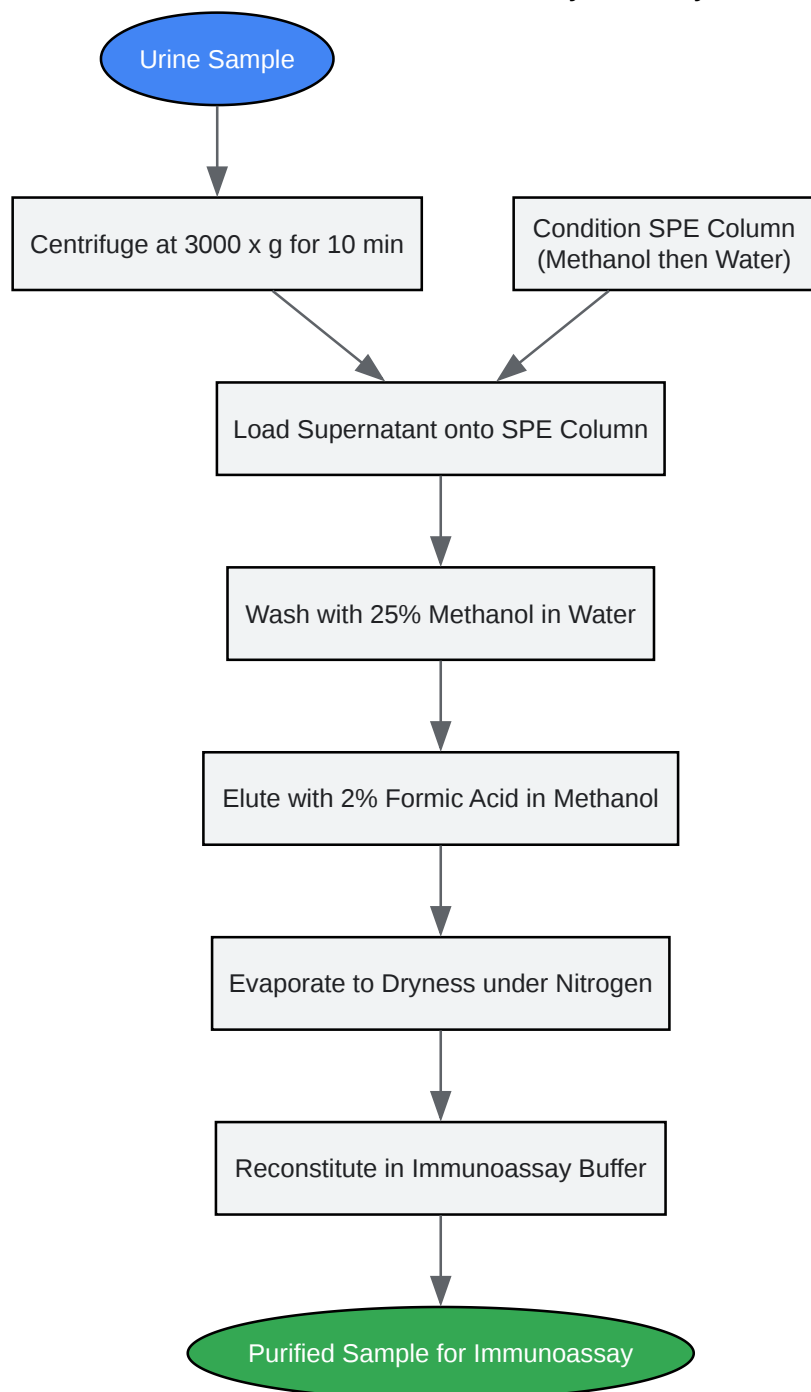 Urine Sample
Centrifuge at 3000 x g for 10 min
Condition SPE Column
(Methanol then Water)
Load Supernatant onto SPE Column
Wash with 25% Methanol in Water
Elute with 2% Formic Acid in Methanol
Evaporate to Dryness under Nitrogen
Reconstitute in Immunoassay Buffer
Purified Sample for Immunoassay